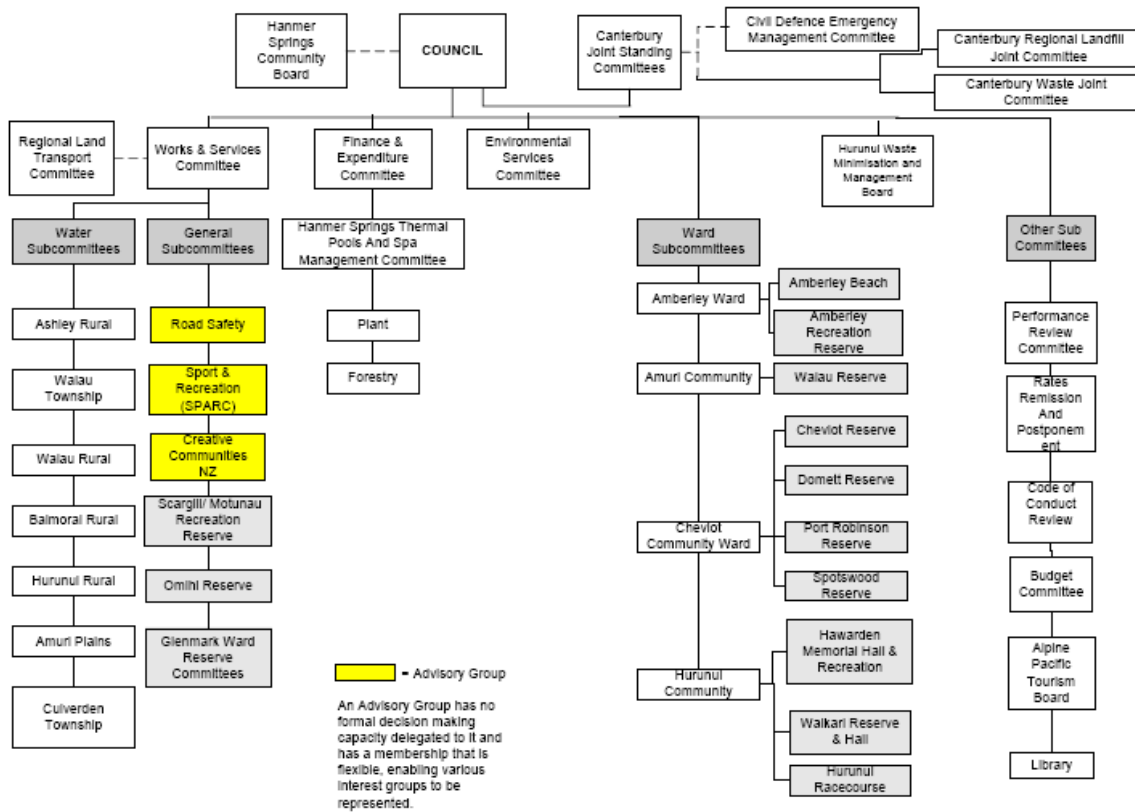 Hanmer
Springs
Community
Board
COUNCIL
Canterbury
Joint Standing
Committees
Civil Defence Emergency
Management Committee
Canterbury Regional Landfill
Joint Committee
Canterbury Waste Joint
Committee
Regional Land
Transport
Committee
Works & Services
Committee
Finance &
Expenditure
Committee
Environmental
Services
Committee
Hurunui Waste
Minimisation and
Management
Board
Water
Subcommittees
General
Subcommittees
Hanmer Springs Thermal
Pools And Spa
Management Committee
Ward
Subcommittees
Other Sub
Committees
Ashley Rural
Waiau
Township
Waiau Rural
Balmoral Rural
Hurunui Rural
Amuri Plains
Culverden
Township
Road Safety
Sport &
Recreation
(SPARC)
Creative
Communities
NZ
Scargill/ Motunau
Recreation
Reserve
Omihi Reserve
Glenmark Ward
Reserve
Committees
Plant
Forestry
Amberley Ward
Amberley Beach
Amberley
Recreation
Reserve
Amuri Community
Waiau Reserve
Cheviot
Community Ward
Cheviot Reserve
Domett Reserve
Port Robinson
Reserve
Spotswood
Reserve
Hurunui
Community
Hawarden
Memorial Hall &
Recreation
Waikari Reserve
& Hall
Hurunui
Racecourse
Performance
Review
Committee
Rates
Remission
And
Postponem
ent
Code of
Conduct
Review
Budget
Committee
Alpine
Pacific
Tourism
Board
Library
= Advisory Group
An Advisory Group has no
formal decision making
capacity delegated to it and
has a membership that is
flexible, enabling various
interest groups to be
represented.